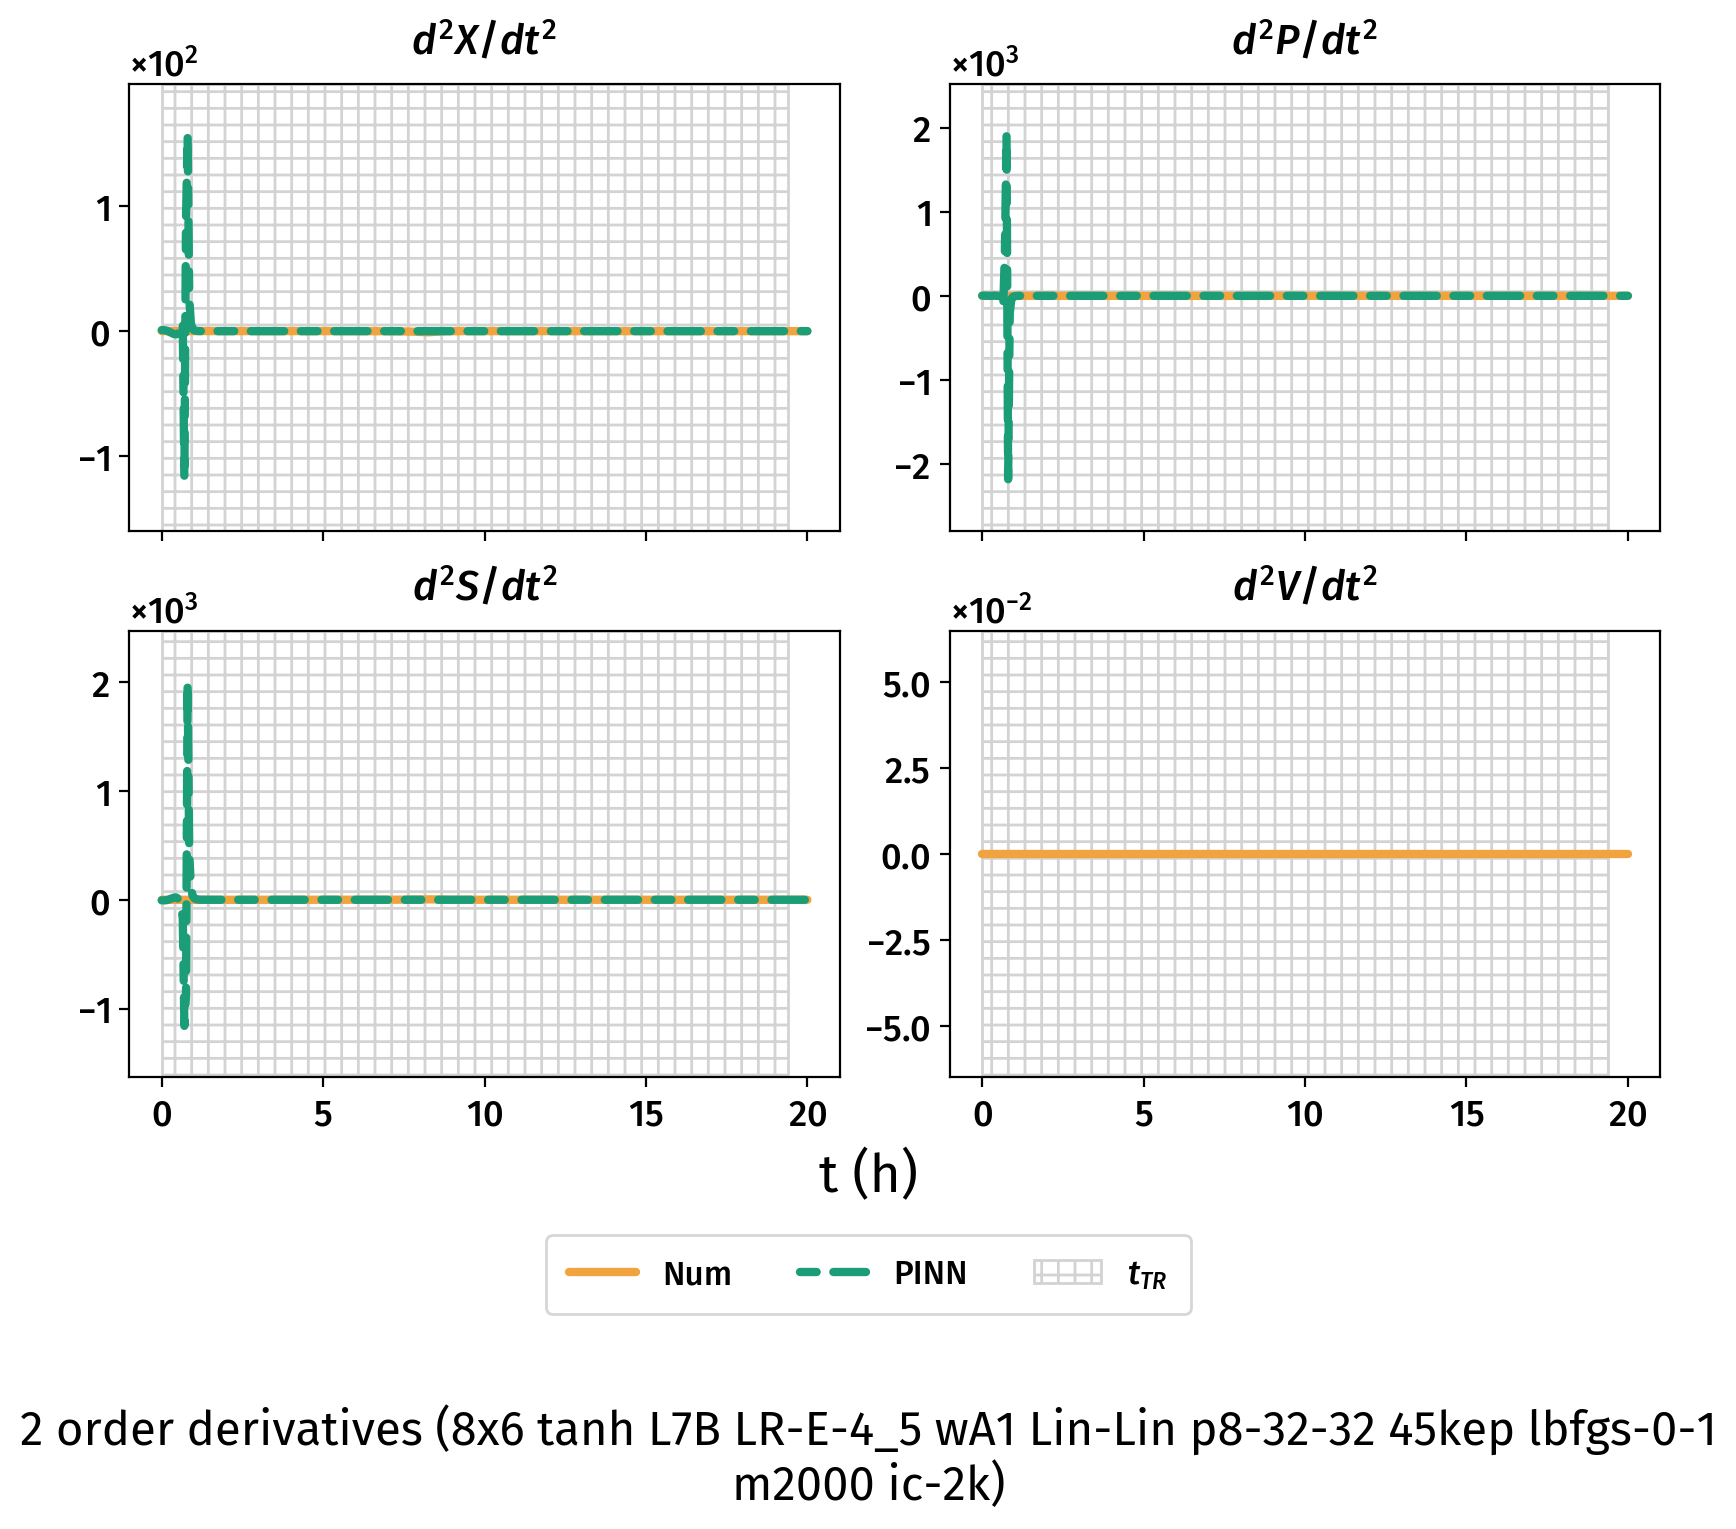 d²X/dt²
×10²
1
0
−1
d²P/dt²
×10³
2
1
0
−1
−2
d²S/dt²
×10³
2
1
0
−1
0 5 10 15 20
d²V/dt²
×10⁻²
5.0
2.5
0.0
−2.5
−5.0
0 5 10 15 20
t (h)
Num PINN t_TR
2 order derivatives (8x6 tanh L7B LR-E-4_5 wA1 Lin-Lin p8-32-32 45kep lbfgs-0-1
m2000 ic-2k)